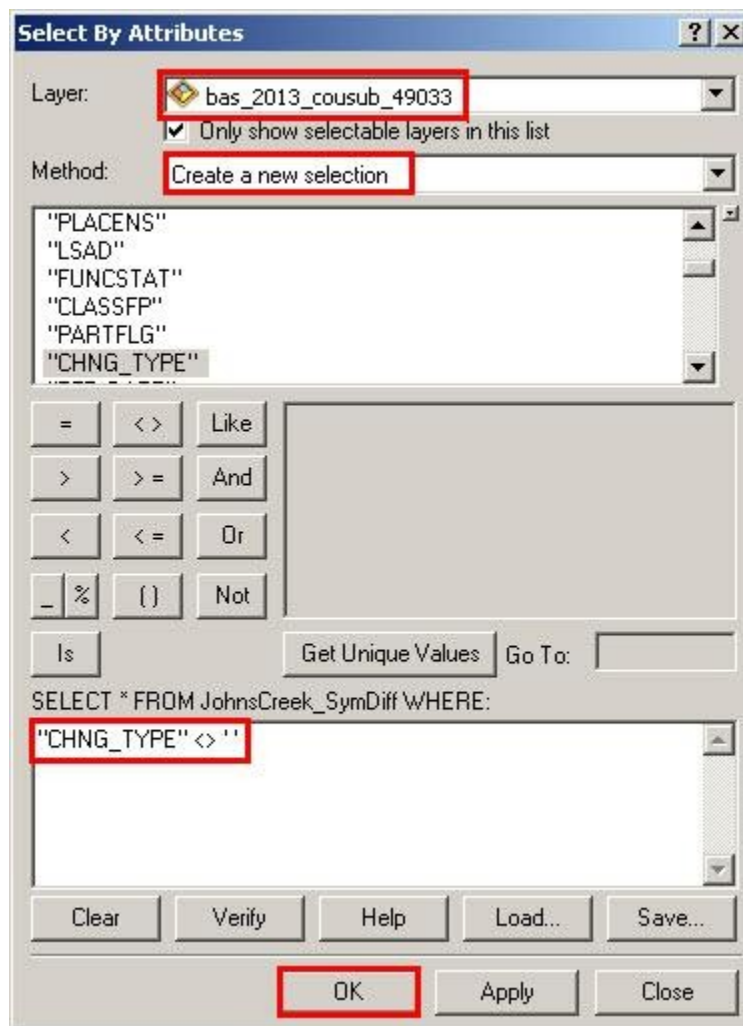 Select By Attributes
Layer: bas_2013_cousub_49033
Only show selectable layers in this list
Method: Create a new selection
"PLACENS"
"LSAD"
"FUNCSTAT"
"CLASSFP"
"PARTFLG"
"CHNG_TYPE"
= <> Like
> >= And
< <= Or
_ % () Not
Is Get Unique Values Go To:
SELECT * FROM JohnsCreek_SymDiff WHERE:
"CHNG_TYPE" <> ''
Clear Verify Help Load... Save...
OK Apply Close